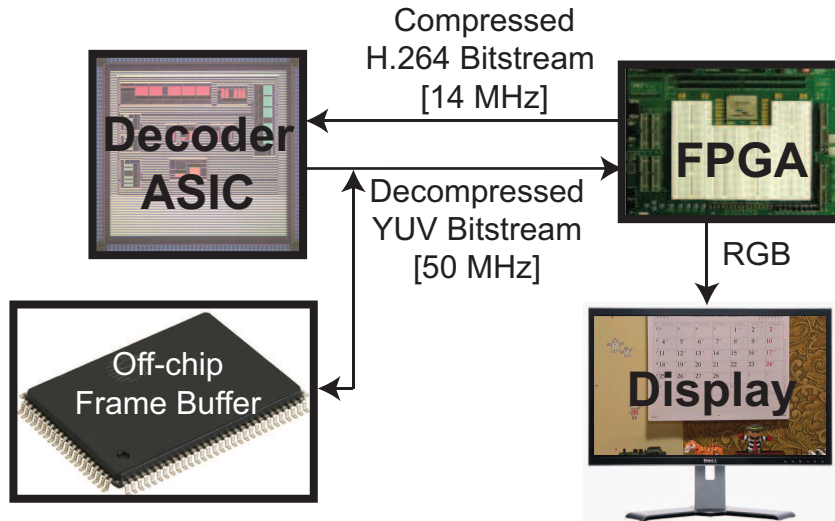 Compressed
H.264 Bitstream
[14 MHz]
Decoder
ASIC
FPGA
Decompressed
YUV Bitstream
[50 MHz]
RGB
Off-chip
Frame Buffer
Display
DELL